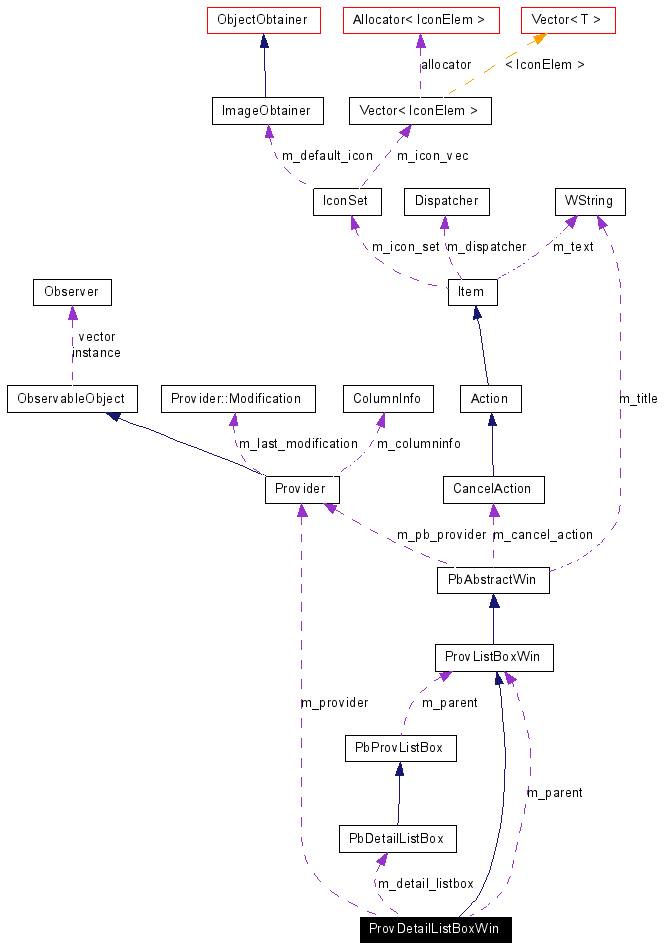 ObjectObtainer
Allocator< IconElem >
Vector< T >
allocator
< IconElem >
ImageObtainer
Vector< IconElem >
m_default_icon
m_icon_vec
IconSet
Dispatcher
WString
m_icon_set
m_dispatcher
m_text
Observer
Item
vector
instance
ObservableObject
Provider::Modification
ColumnInfo
Action
m_title
m_last_modification
m_columninfo
Provider
CancelAction
m_pb_provider
m_cancel_action
PbAbstractWin
ProvListBoxWin
m_provider
m_parent
PbProvListBox
m_parent
PbDetailListBox
m_detail_listbox
ProvDetailListBoxWin